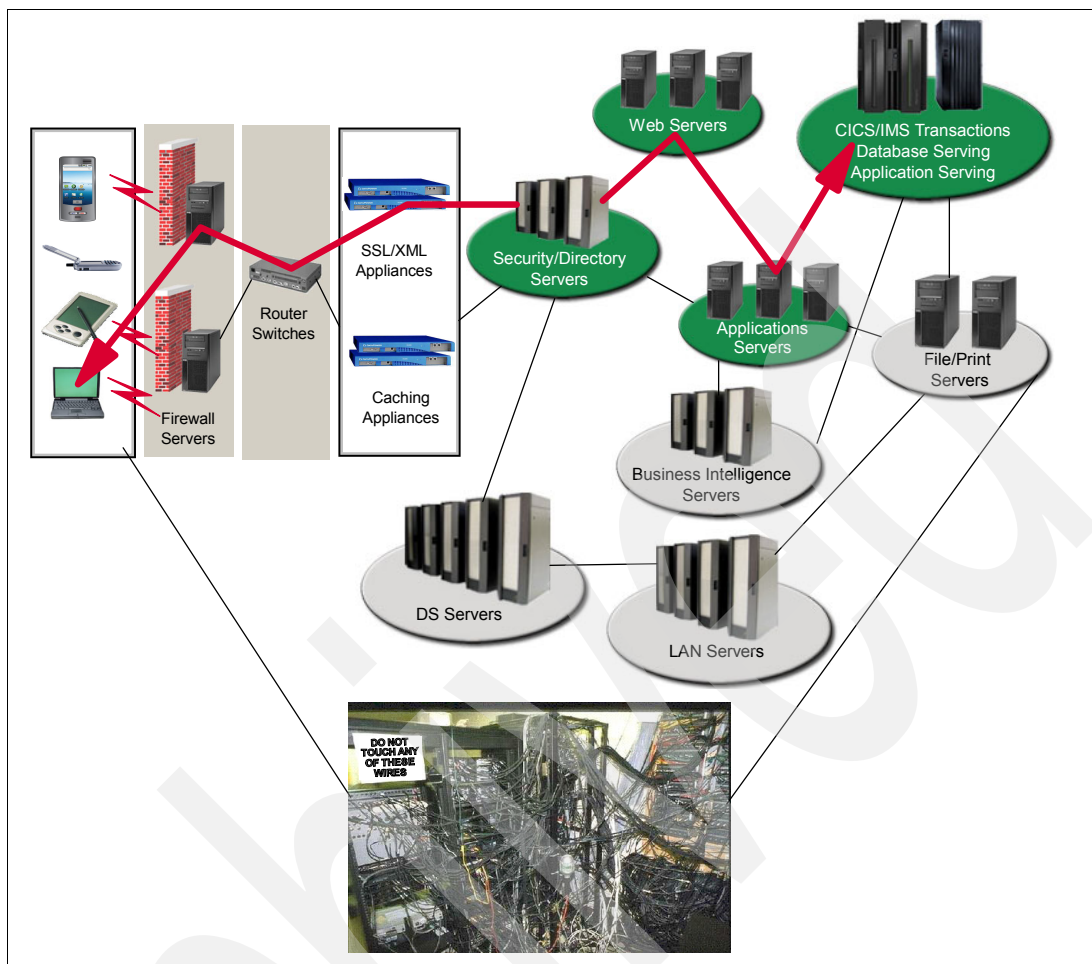 Web Servers
CICS/IMS Transactions
Database Serving
Application Serving
SSL/XML
Appliances
Security/Directory
Servers
Router
Switches
Applications
Servers
File/Print
Servers
Caching
Appliances
Firewall
Servers
Business Intelligence
Servers
DS Servers
LAN Servers
DO NOT
TOUCH ANY
OF THESE
WIRES